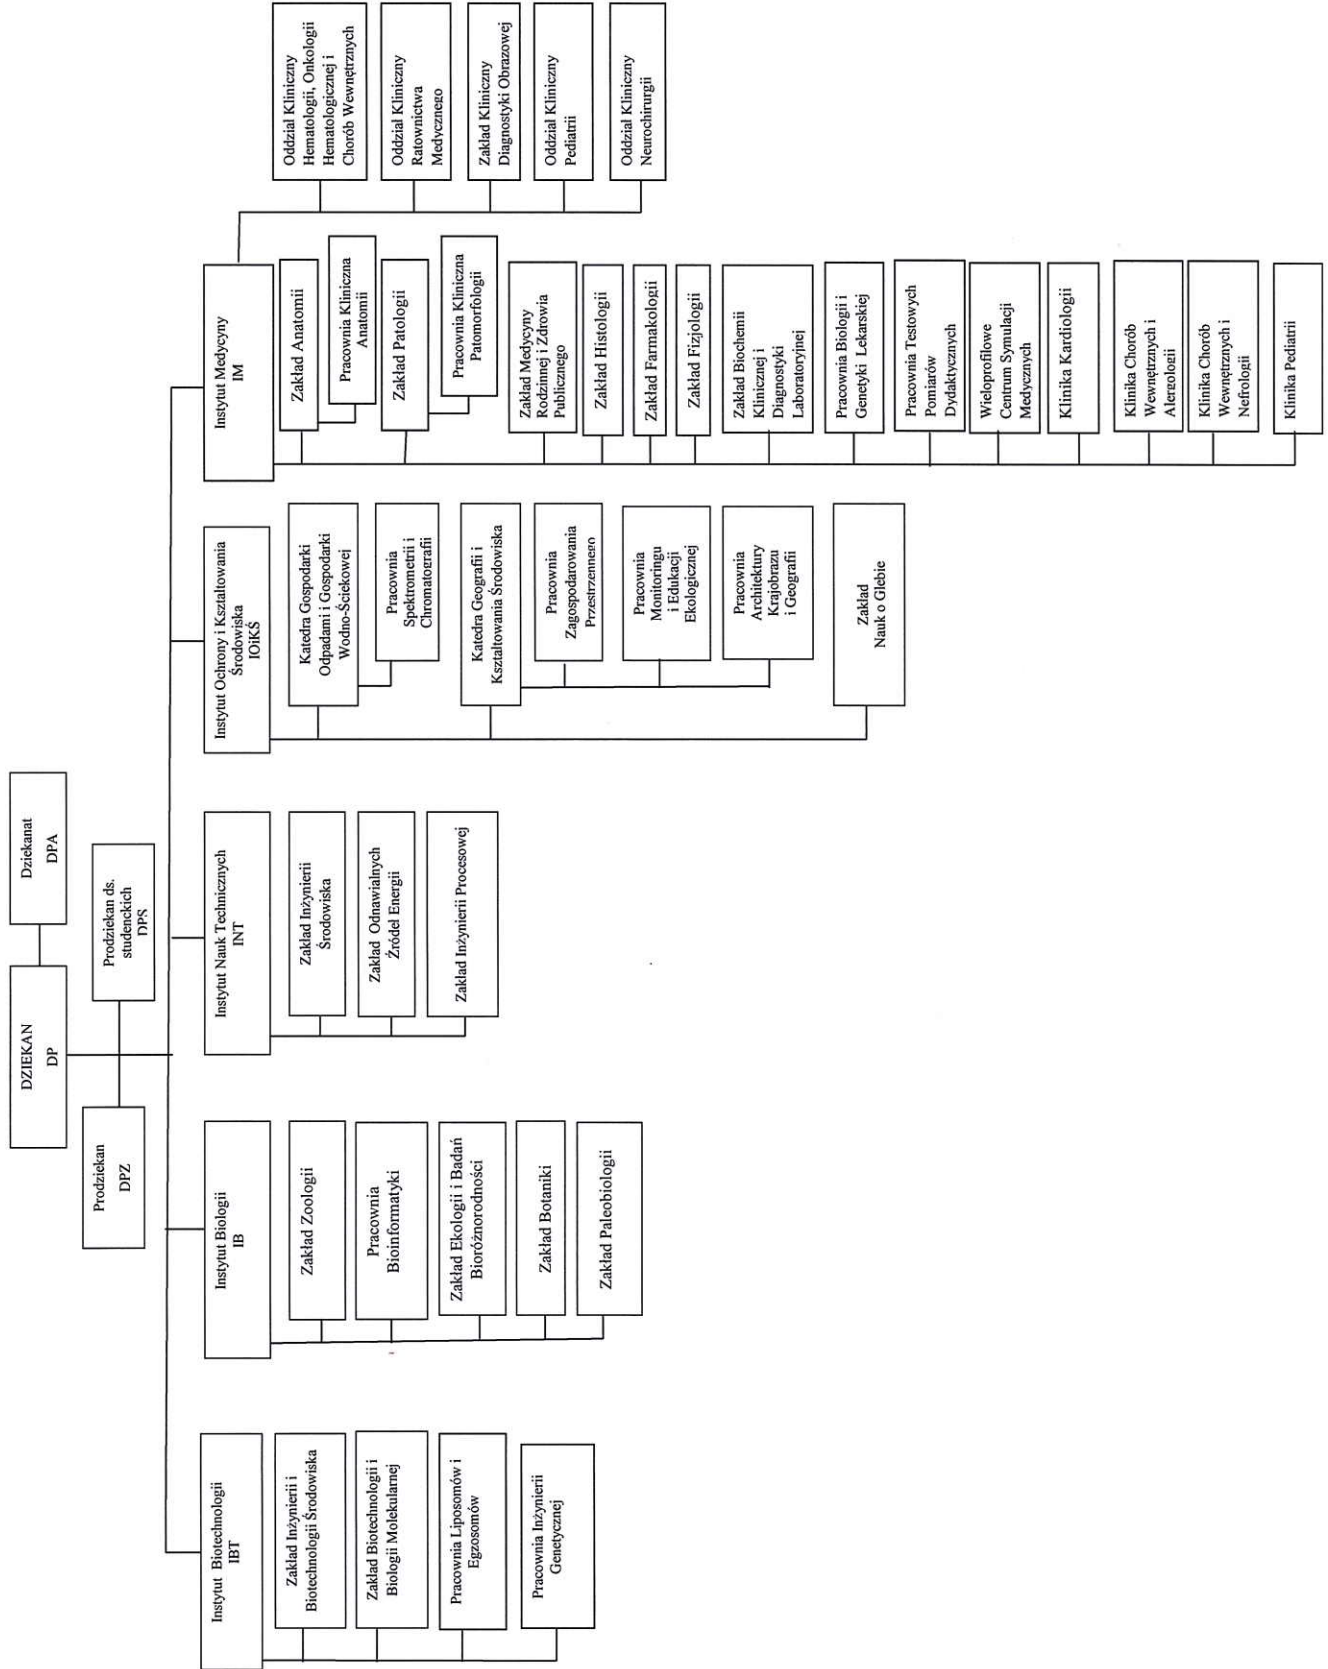 DZIEKAN
DP
Dziekanat
DPA
Prodziekan
DPZ
Prodziekan ds.
studenckich
DPS
Instytut Biotechnologii
IBT
Zakład Inżynierii i
Biotechnologii Środowiska
Zakład Biotechnologii i
Biologii Molekularnej
Pracownia Liposomów i
Egzosomów
Pracownia Inżynierii
Genetycznej
Instytut Biologii
IB
Zakład Zoologii
Pracownia
Bioinformatyki
Zakład Ekologii i Badań
Bioróżnorodności
Zakład Botaniki
Zakład Paleobiologii
Instytut Nauk Technicznych
INT
Zakład Inżynierii
Środowiska
Zakład Odnawialnych
Źródeł Energii
Zakład Inżynierii Procesowej
Instytut Ochrony i Kształtowania
Środowiska
IOiKŚ
Katedra Gospodarki
Odpadami i Gospodarki
Wodno-Ściekowej
Pracownia
Spektrometrii i
Chromatografii
Katedra Geografii i
Kształtowania Środowiska
Pracownia
Zagospodarowania
Przestrzennego
Pracownia
Monitoringu
i Edukacji
Ekologicznej
Pracownia
Architektury
Krajobrazu
i Geografii
Zakład
Nauk o Glebie
Instytut Medycyny
IM
Zakład Anatomii
Pracownia Kliniczna
Anatomii
Zakład Patologii
Pracownia Kliniczna
Patomorfologii
Zakład Medycyny
Rodzinnej i Zdrowia
Publicznego
Zakład Histologii
Zakład Farmakologii
Zakład Fizjologii
Zakład Biochemii
Klinicznej i
Diagnostyki
Laboratoryjnej
Pracownia Biologii i
Genetyki Lekarskiej
Pracownia Testowych
Pomiarów
Dydaktycznych
Wieloprofilowe
Centrum Symulacji
Medycznych
Klinika Kardiologii
Klinika Chorób
Wewnętrznych i
Alergologii
Klinika Chorób
Wewnętrznych i
Nefrologii
Klinika Pediatrii
Oddział Kliniczny
Hematologii, Onkologii
Hematologicznej i
Chorób Wewnętrznych
Oddział Kliniczny
Ratownictwa
Medycznego
Zakład Kliniczny
Diagnostyki Obrazowej
Oddział Kliniczny
Pediatrii
Oddział Kliniczny
Neurochirurgii